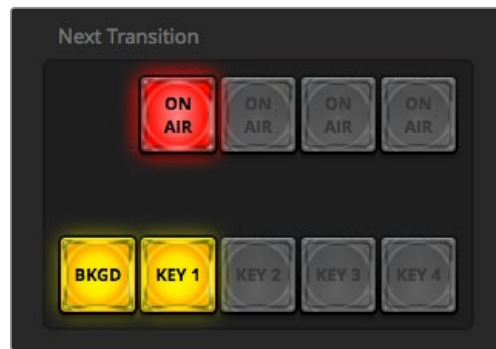 Next Transition
ON AIR
ON AIR
ON AIR
ON AIR
BKGD
KEY 1
KEY 2
KEY 3
KEY 4